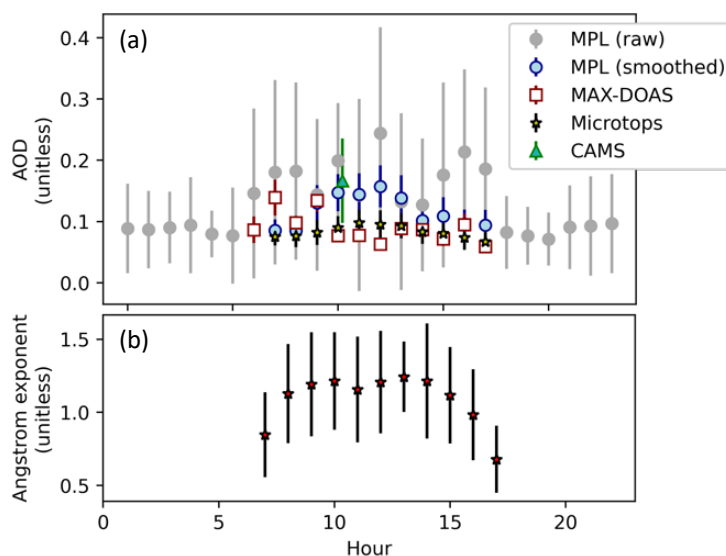 (a)
MPL (raw)
MPL (smoothed)
MAX-DOAS
Microtops
CAMS
AOD
(unitless)
0.4
0.3
0.2
0.1
0.0
(b)
Angstrom exponent
(unitless)
1.5
1.0
0.5
0
5
10
15
20
Hour